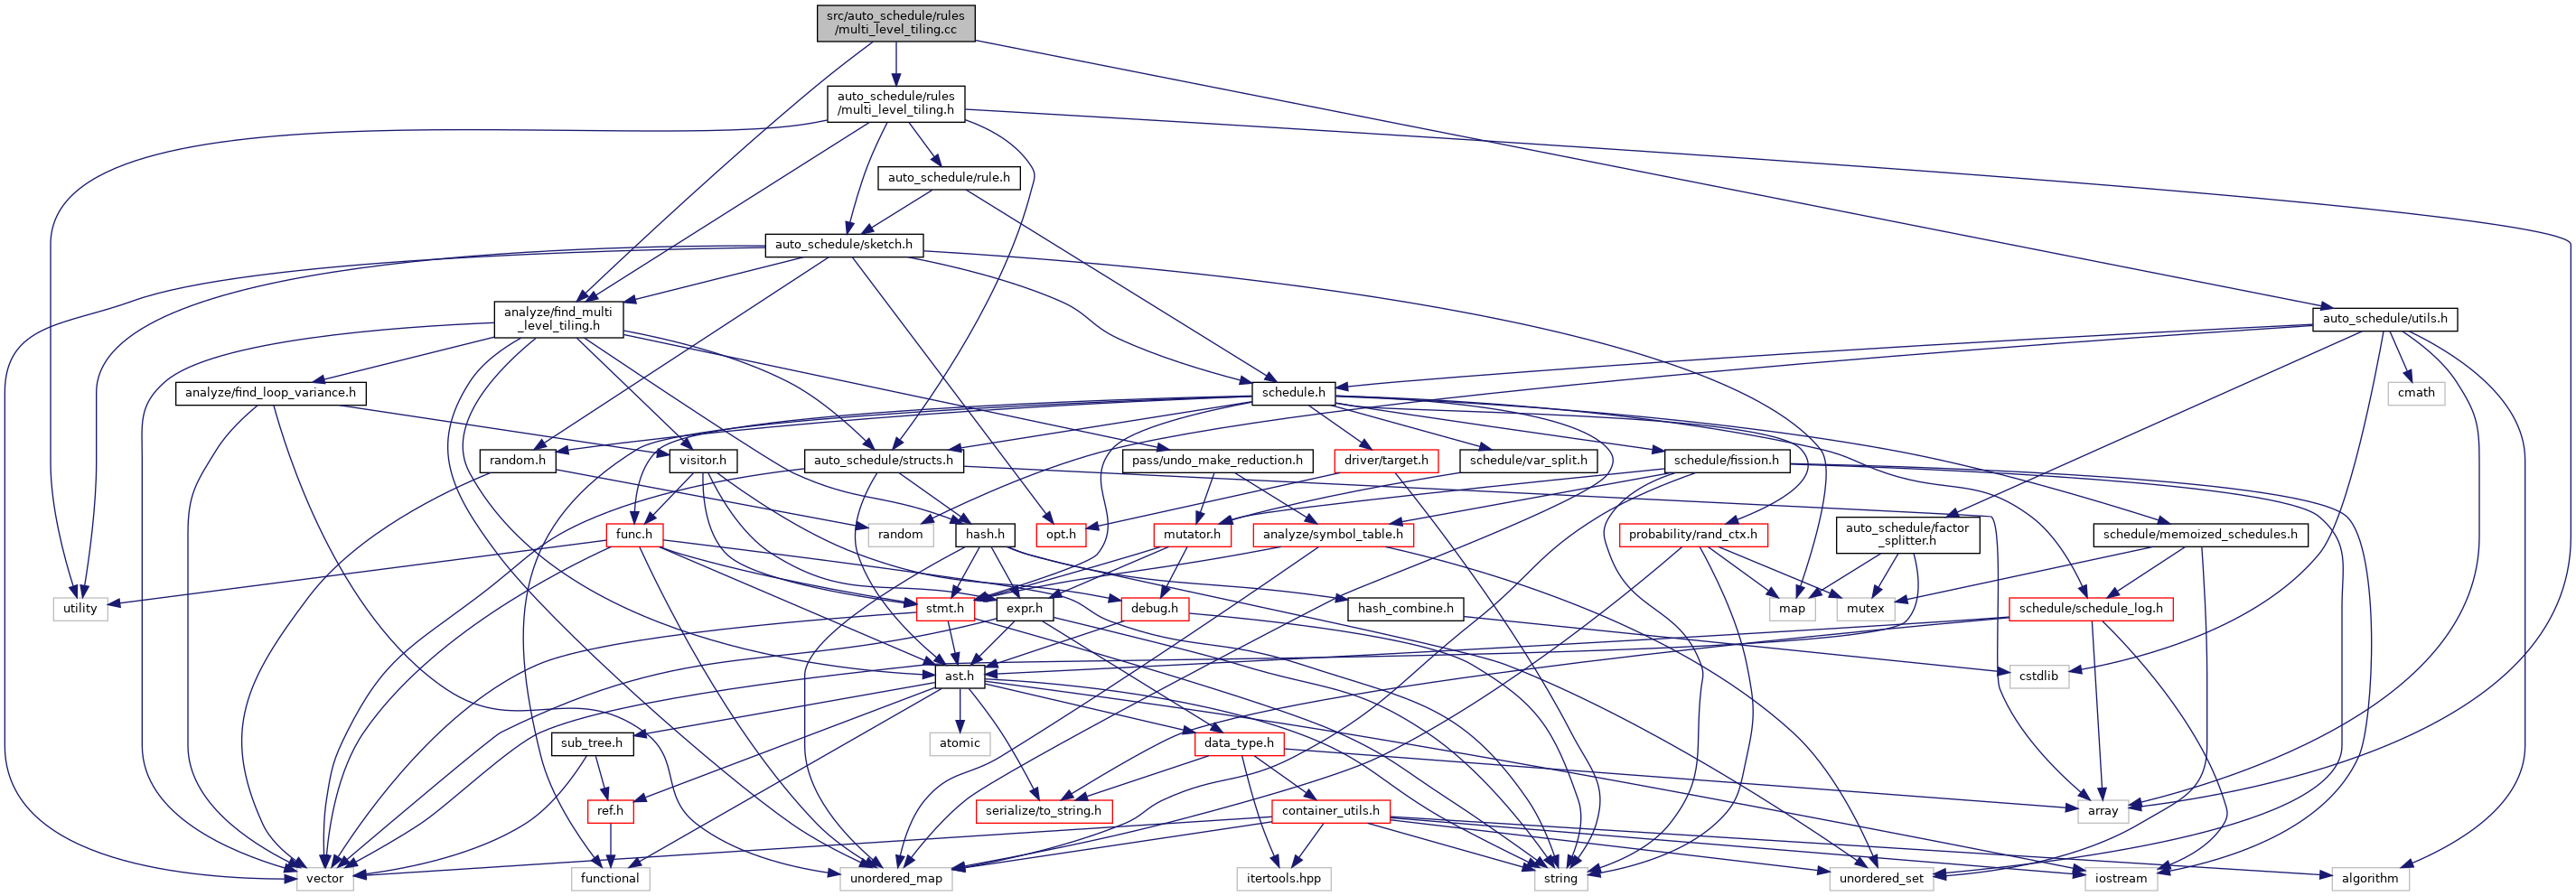 src/auto_schedule/rules
/multi_level_tiling.cc
auto_schedule/rules
/multi_level_tiling.h
auto_schedule/rule.h
auto_schedule/sketch.h
analyze/find_multi
_level_tiling.h
auto_schedule/utils.h
analyze/find_loop_variance.h
schedule.h
cmath
random.h
visitor.h
auto_schedule/structs.h
pass/undo_make_reduction.h
driver/target.h
schedule/var_split.h
schedule/fission.h
func.h
random
hash.h
opt.h
mutator.h
analyze/symbol_table.h
probability/rand_ctx.h
auto_schedule/factor
_splitter.h
schedule/memoized_schedules.h
utility
stmt.h
expr.h
debug.h
hash_combine.h
map
mutex
schedule/schedule_log.h
ast.h
cstdlib
sub_tree.h
atomic
data_type.h
ref.h
serialize/to_string.h
container_utils.h
array
vector
functional
unordered_map
itertools.hpp
string
unordered_set
iostream
algorithm